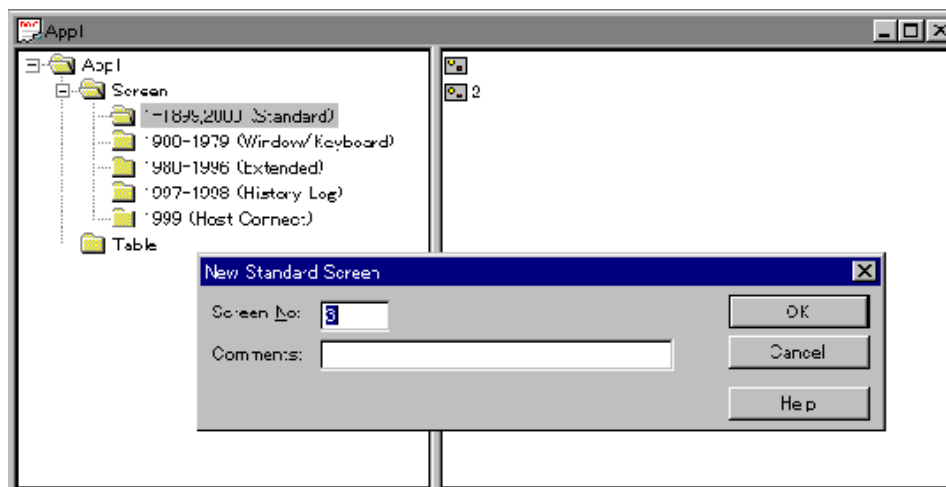 Appl
Appl
Screen
1-1899,2000 (Standard)
1900-1979 (Window/Keyboard)
1980-1996 (Extended)
1997-1998 (History Log)
1999 (Host Connect)
Table
2
New Standard Screen
Screen No:
3
OK
Comments:
Cancel
Help